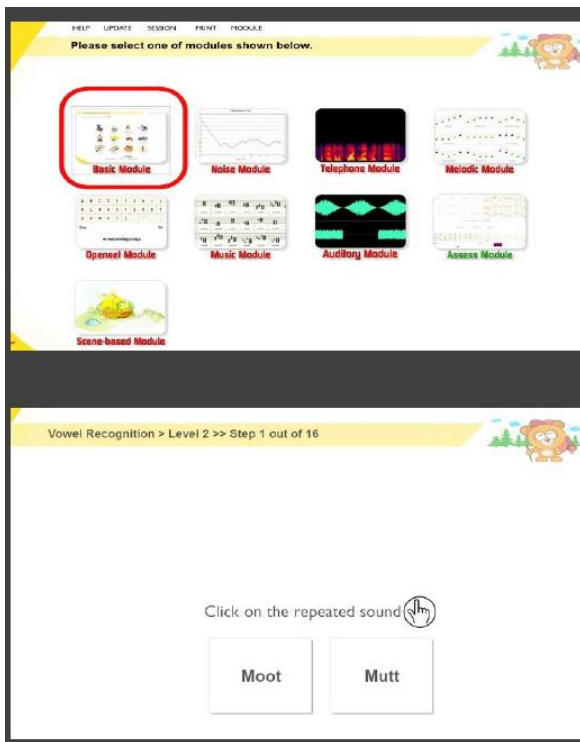 HELP UPDATE SESSION PRINT MODULE
Please select one of modules shown below.
Basic Module Noise Module Telephone Module Melodic Module
Openset Module Music Module Auditory Module Assess Module
Scene-based Module
Vowel Recognition > Level 2 >> Step 1 out of 16
Click on the repeated sound
Moot Mutt